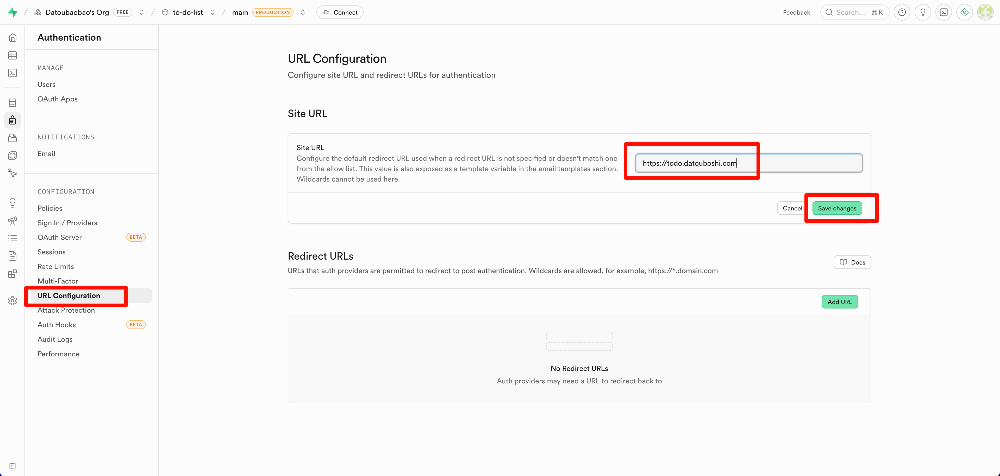 Datoubaobao's Org FREE to-do-list main PRODUCTION Connect Feedback Search... ⌘K
Authentication
MANAGE
Users
OAuth Apps
NOTIFICATIONS
Email
CONFIGURATION
Policies
Sign In / Providers
OAuth Server BETA
Sessions
Rate Limits
Multi-Factor
URL Configuration
Attack Protection
Auth Hooks BETA
Audit Logs
Performance
URL Configuration
Configure site URL and redirect URLs for authentication
Site URL
Site URL
Configure the default redirect URL used when a redirect URL is not specified or doesn't match one
from the allow list. This value is also exposed as a template variable in the email templates section.
Wildcards cannot be used here.
https://todo.datouboshi.com
Cancel Save changes
Redirect URLs
URLs that auth providers are permitted to redirect to post authentication. Wildcards are allowed, for example, https://*.domain.com
Docs
Add URL
No Redirect URLs
Auth providers may need a URL to redirect back to